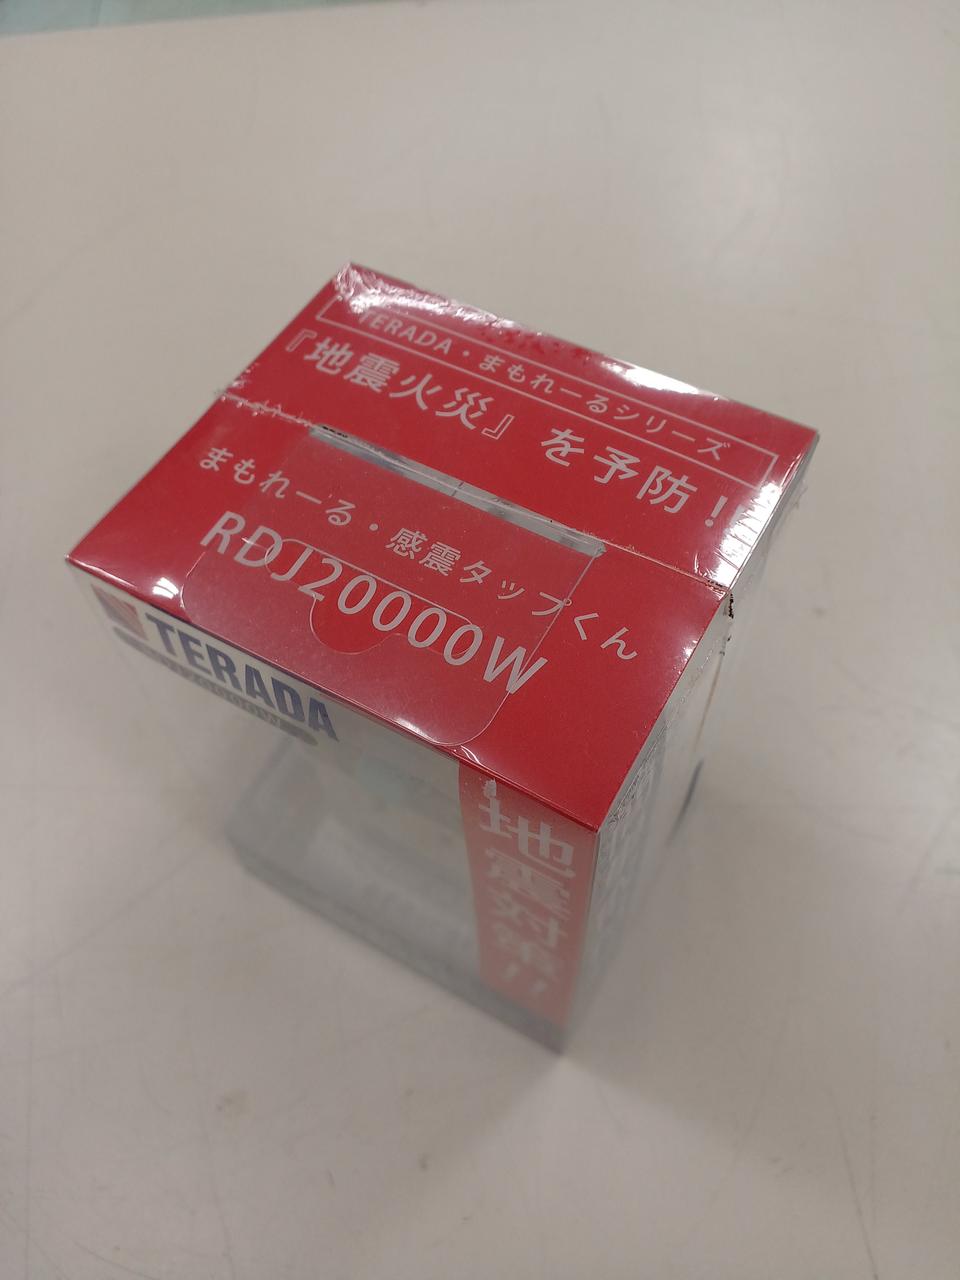 TERADA・まもれーるシリーズ
『地震火災』を予防！
まもれーる・感震タップくん
RDJ20000W
TERADA
地震対策!!